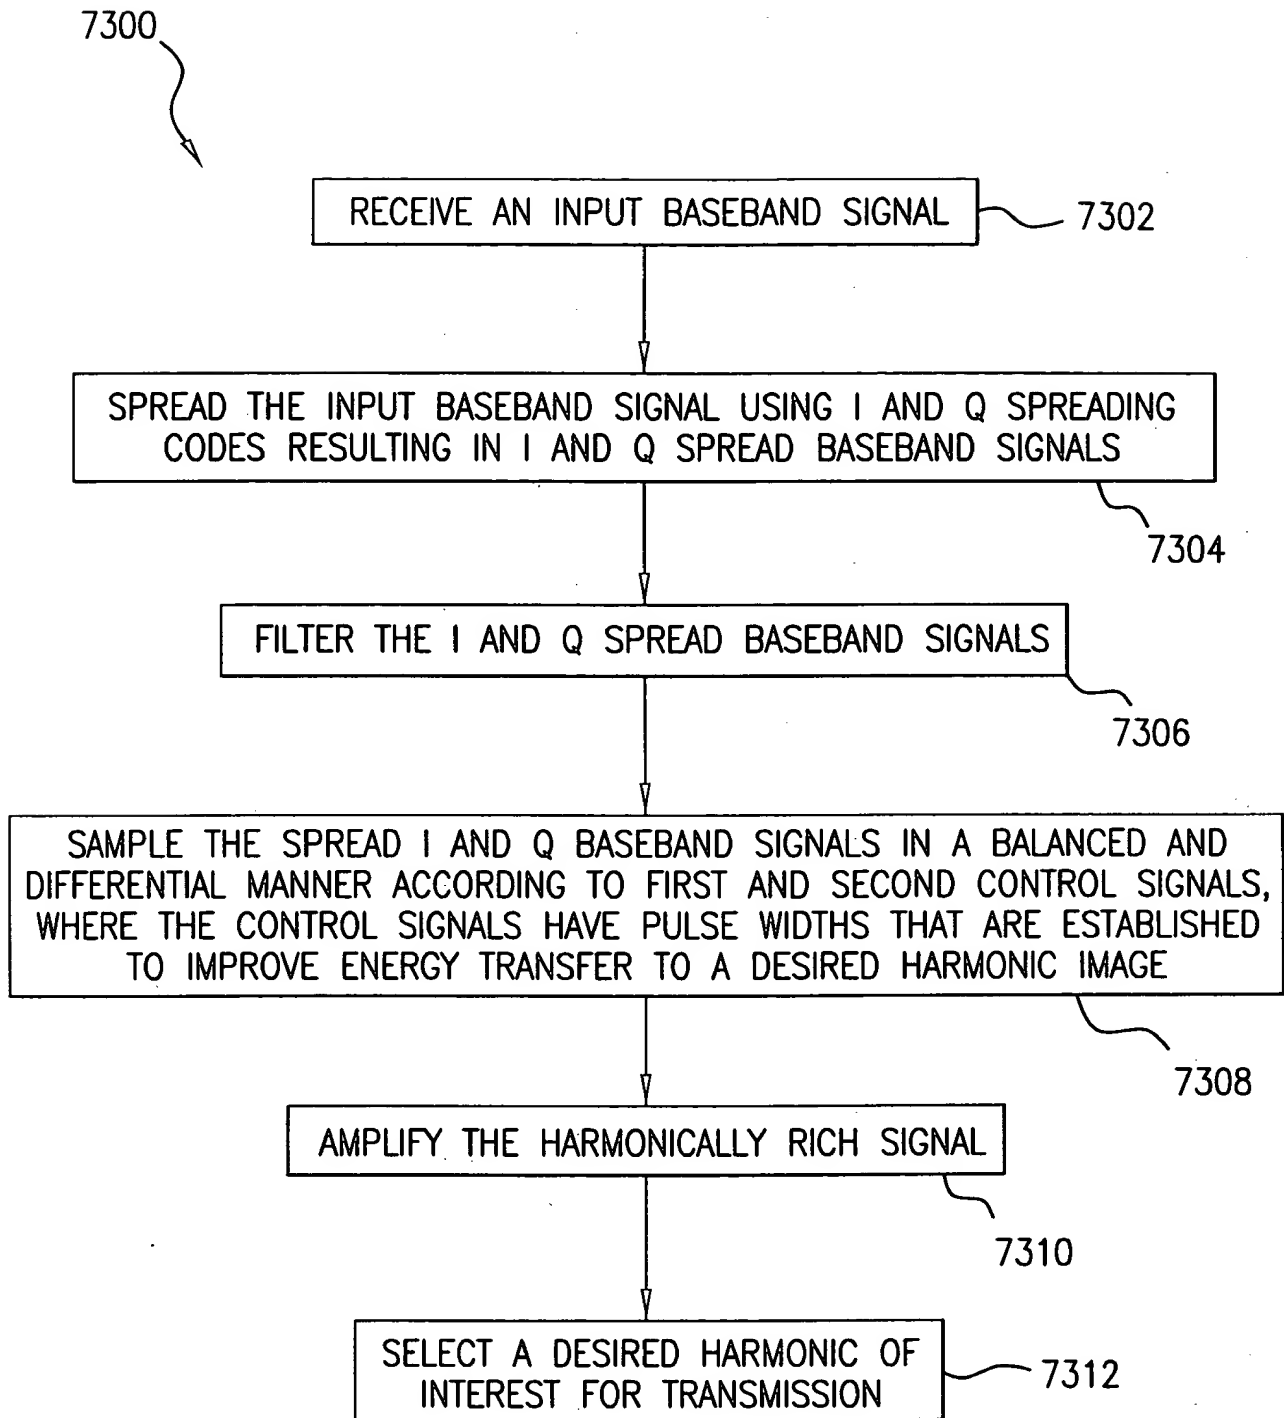 7300
RECEIVE AN INPUT BASEBAND SIGNAL
7302
SPREAD THE INPUT BASEBAND SIGNAL USING I AND Q SPREADING
CODES RESULTING IN I AND Q SPREAD BASEBAND SIGNALS
7304
FILTER THE I AND Q SPREAD BASEBAND SIGNALS
7306
SAMPLE THE SPREAD I AND Q BASEBAND SIGNALS IN A BALANCED AND
DIFFERENTIAL MANNER ACCORDING TO FIRST AND SECOND CONTROL SIGNALS,
WHERE THE CONTROL SIGNALS HAVE PULSE WIDTHS THAT ARE ESTABLISHED
TO IMPROVE ENERGY TRANSFER TO A DESIRED HARMONIC IMAGE
7308
AMPLIFY THE HARMONICALLY RICH SIGNAL
7310
SELECT A DESIRED HARMONIC OF
INTEREST FOR TRANSMISSION
7312